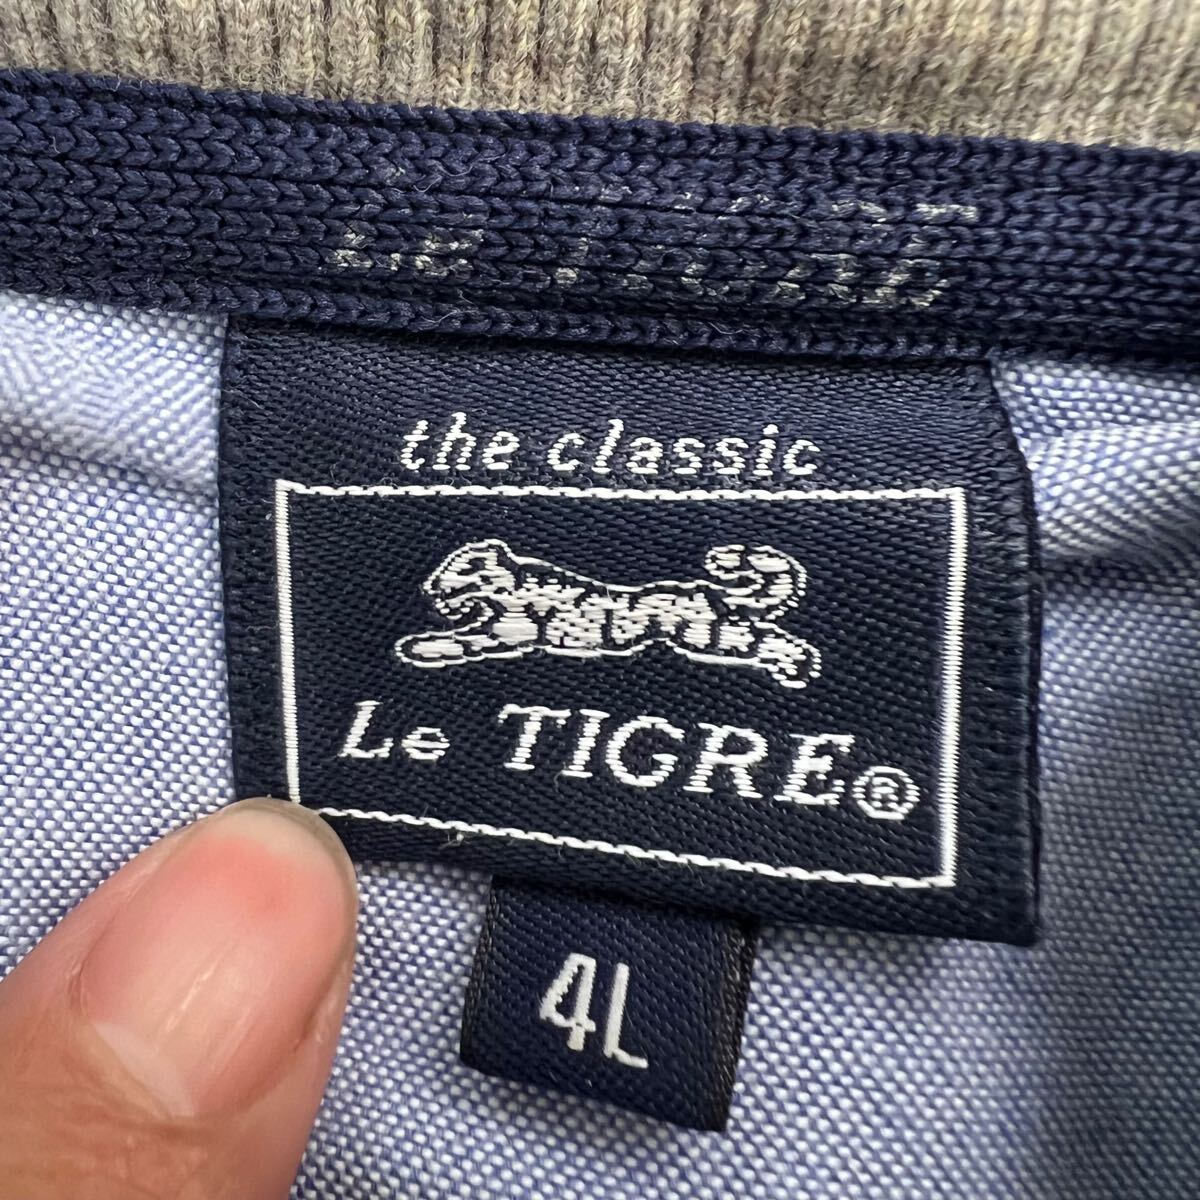 the classic
Le TIGRE®
4L